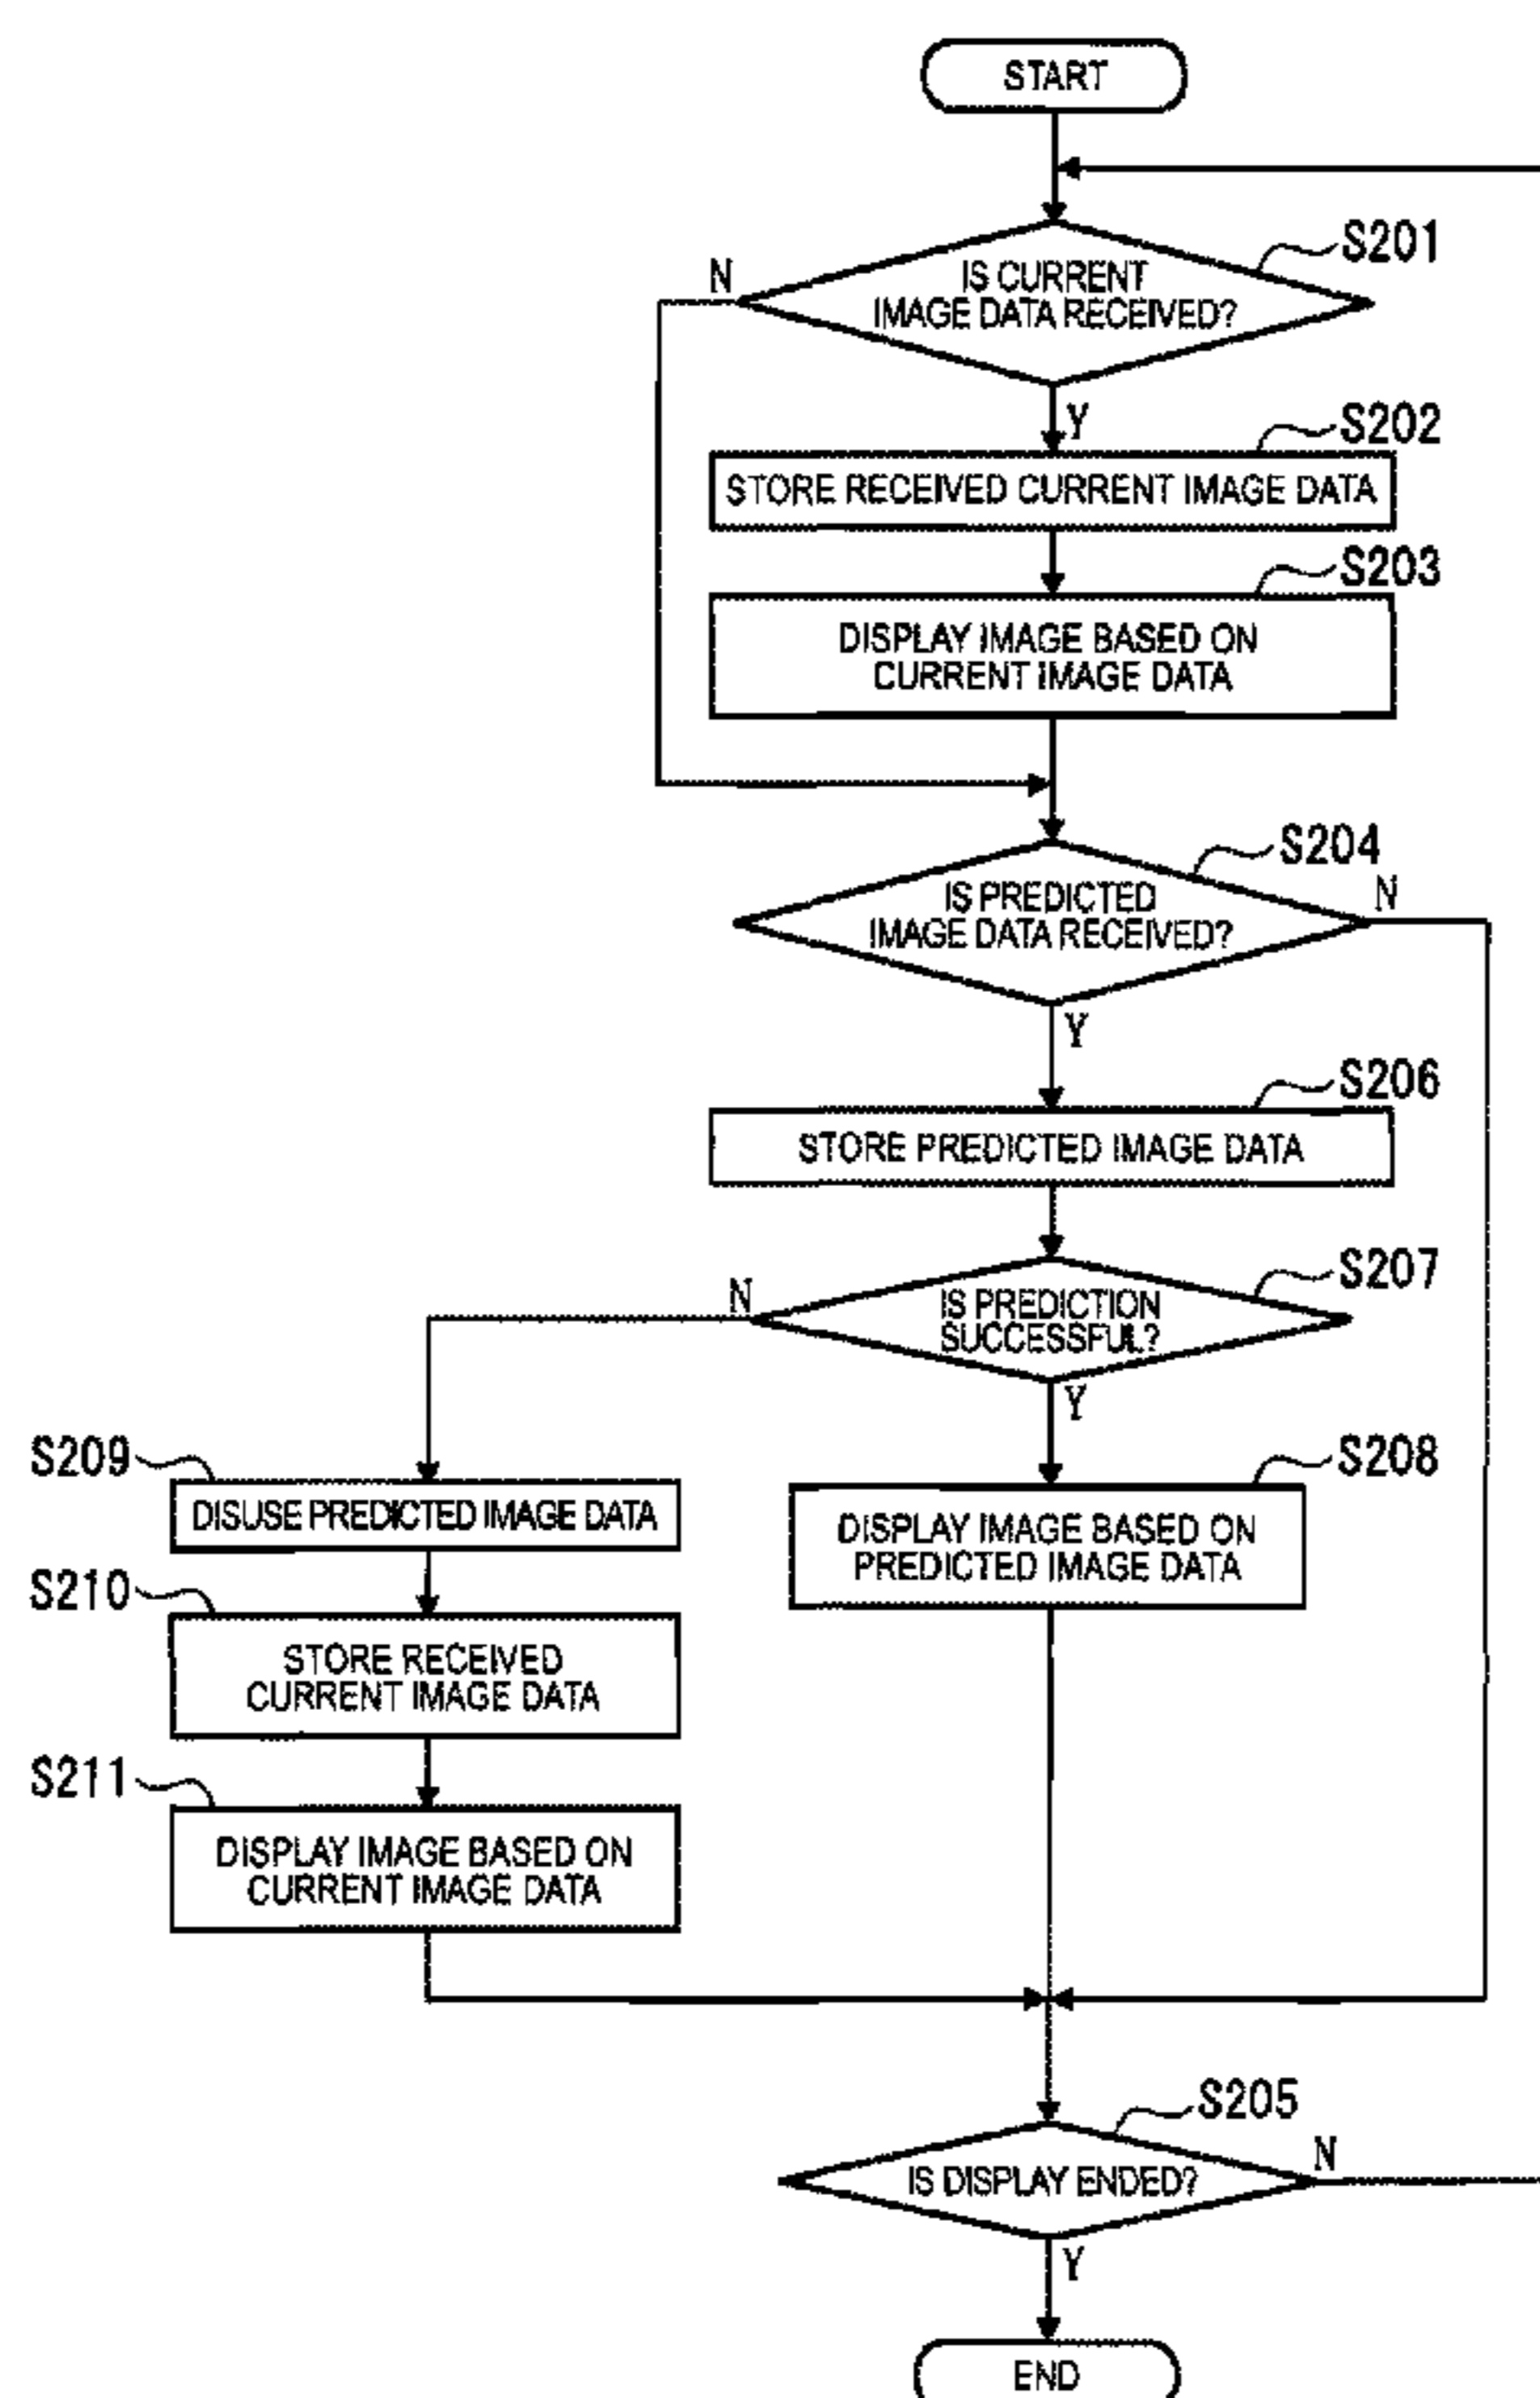 START
S201
N
IS CURRENT
IMAGE DATA RECEIVED?
Y
S202
STORE RECEIVED CURRENT IMAGE DATA
S203
DISPLAY IMAGE BASED ON
CURRENT IMAGE DATA
S204
N
IS PREDICTED
IMAGE DATA RECEIVED?
Y
S206
STORE PREDICTED IMAGE DATA
S207
N
IS PREDICTION
SUCCESSFUL?
Y
S209
DISUSE PREDICTED IMAGE DATA
S208
DISPLAY IMAGE BASED ON
PREDICTED IMAGE DATA
S210
STORE RECEIVED
CURRENT IMAGE DATA
S211
DISPLAY IMAGE BASED ON
CURRENT IMAGE DATA
S205
N
IS DISPLAY ENDED?
Y
END